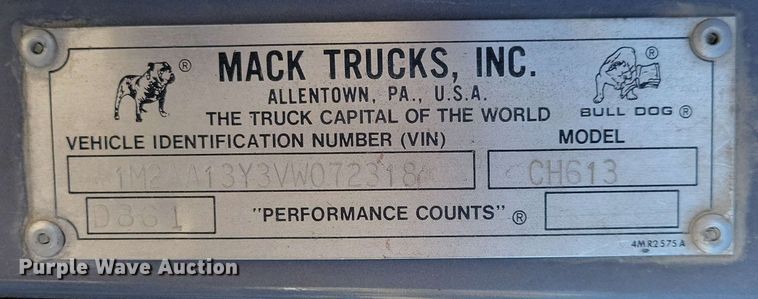 ®
MACK TRUCKS, INC.
ALLENTOWN, PA., U.S.A.
THE TRUCK CAPITAL OF THE WORLD
®
BULL DOG ®
VEHICLE IDENTIFICATION NUMBER (VIN)
MODEL
1M2AA13Y3VW072318
CH613
"PERFORMANCE COUNTS" ®
4MR2575A
Purple Wave Auction